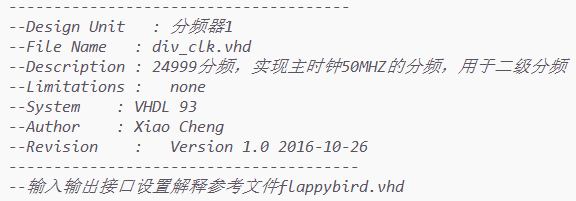 --------------------------------------
--Design Unit   : 分频器1
--File Name   : div_clk.vhd
--Description : 24999分频，实现主时钟50MHZ的分频，用于二级分频
--Limitations :   none
--System    : VHDL 93
--Author    : Xiao Cheng
--Revision    :   Version 1.0 2016-10-26
---------------------------------------
--输入输出接口设置解释参考文件flappybird.vhd